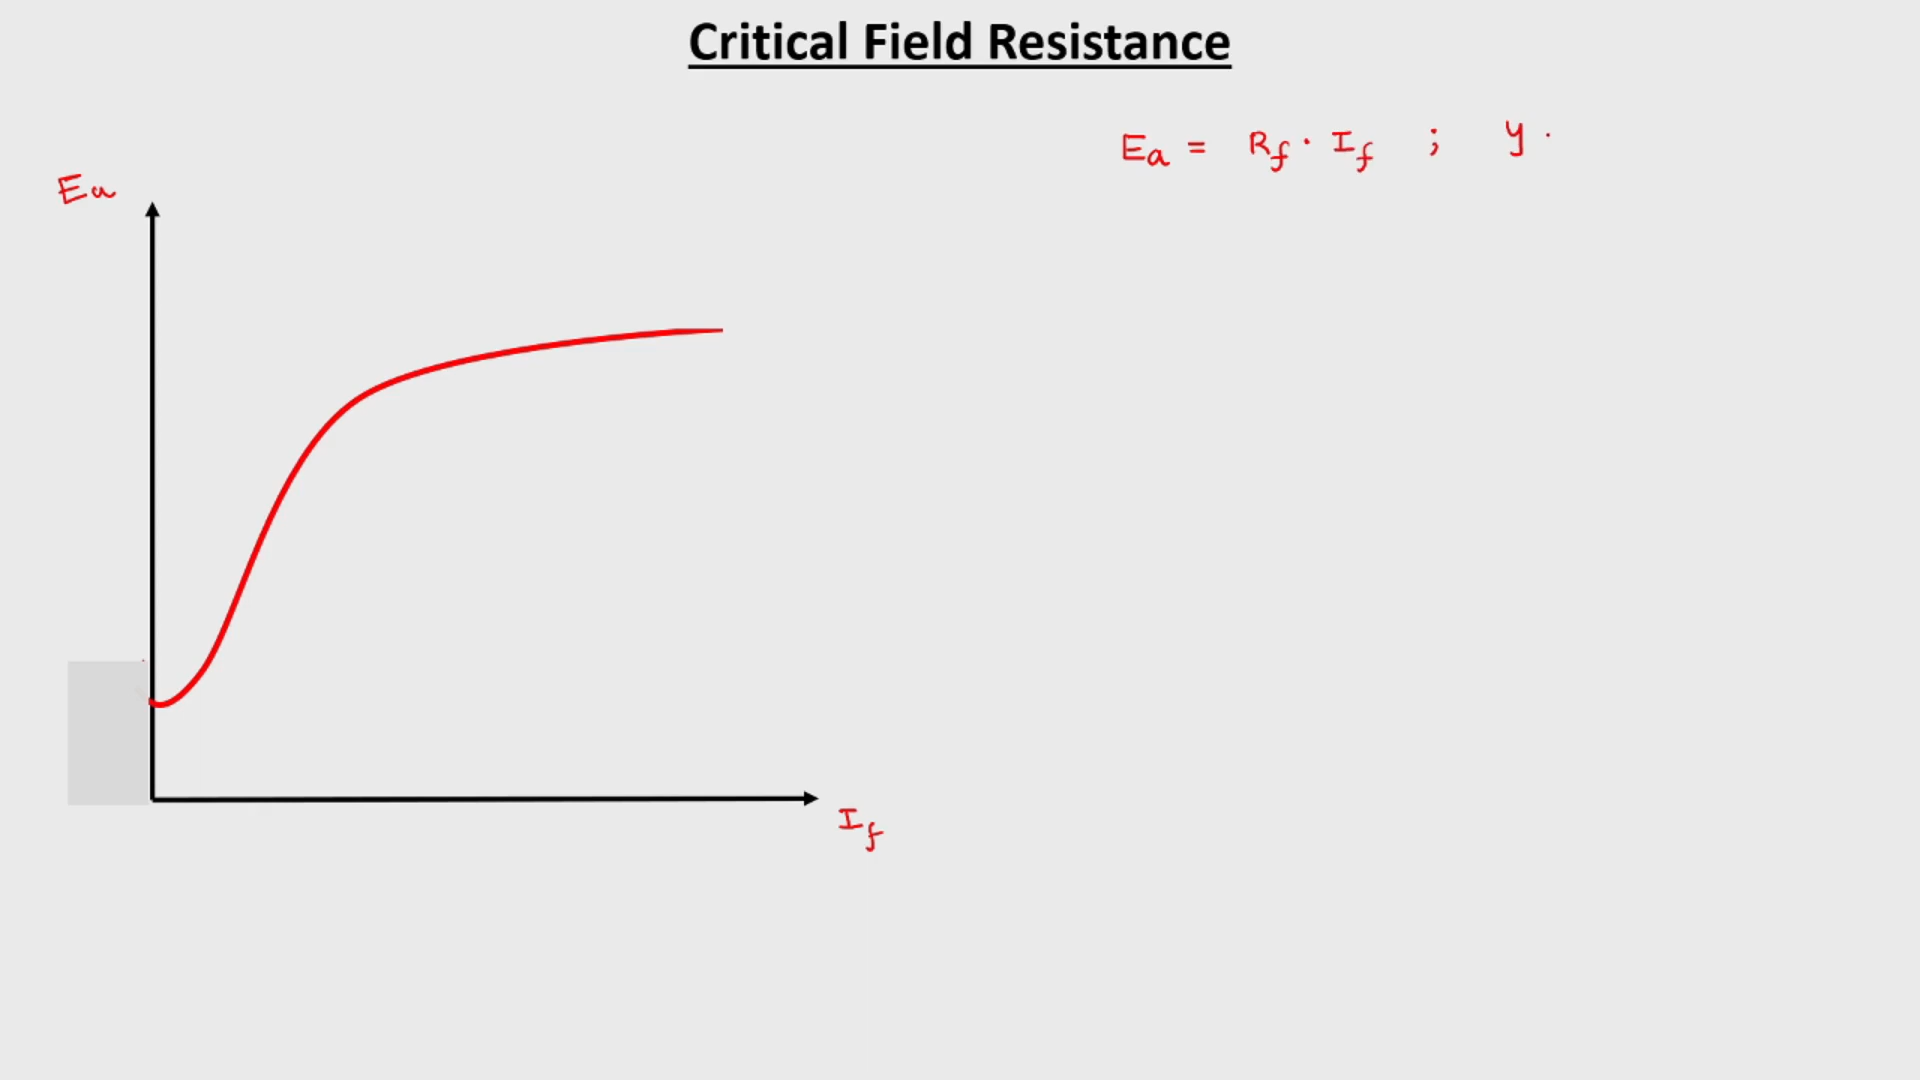 Critical Field Resistance
Ea = Rf · If ; y
Ea
If